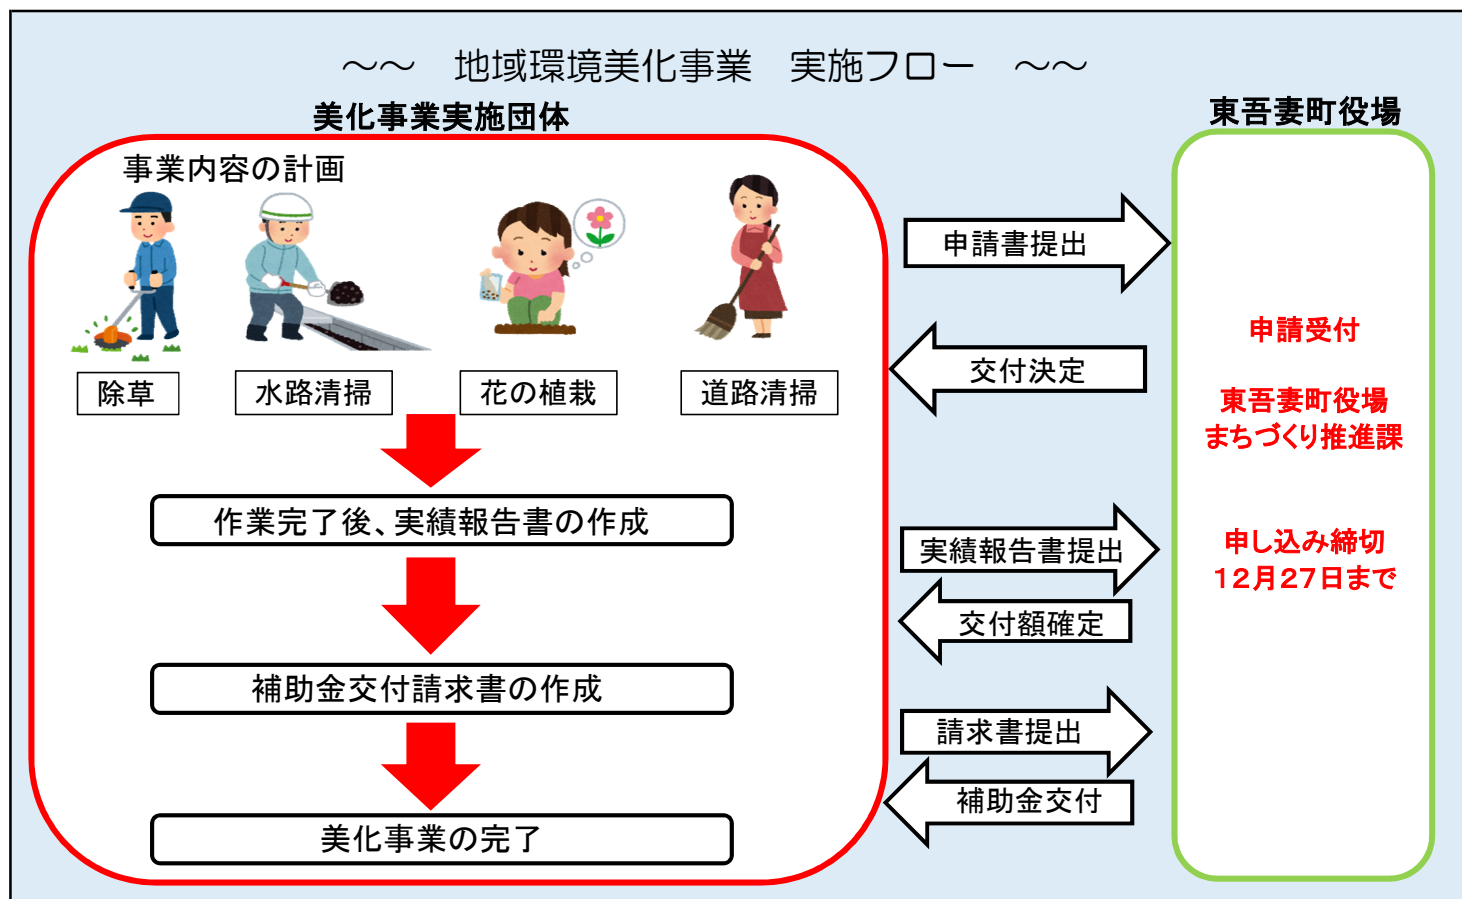 ～～　地域環境美化事業　実施フロー　～～
美化事業実施団体
東吾妻町役場
事業内容の計画
除草
水路清掃
花の植栽
道路清掃
申請書提出
交付決定
申請受付
東吾妻町役場
まちづくり推進課
申し込み締切
12月27日まで
作業完了後、実績報告書の作成
実績報告書提出
交付額確定
補助金交付請求書の作成
請求書提出
補助金交付
美化事業の完了